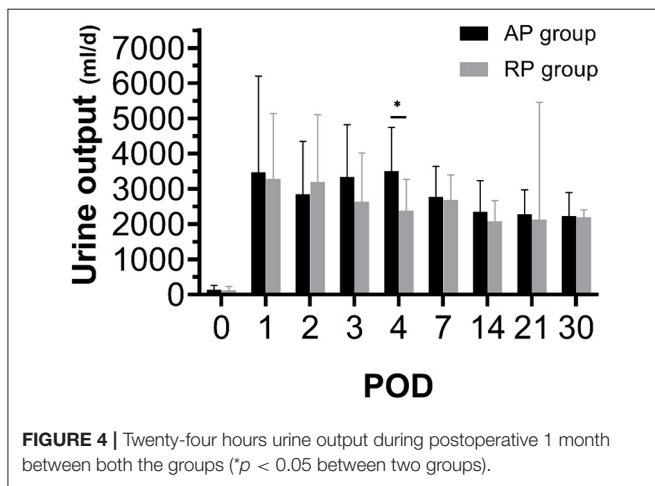 Urine output (ml/d)
7000
6000
5000
4000
3000
2000
1000
0
AP group
RP group
*
0 1 2 3 4 7 14 21 30
POD
FIGURE 4 | Twenty-four hours urine output during postoperative 1 month
between both the groups (*p < 0.05 between two groups).